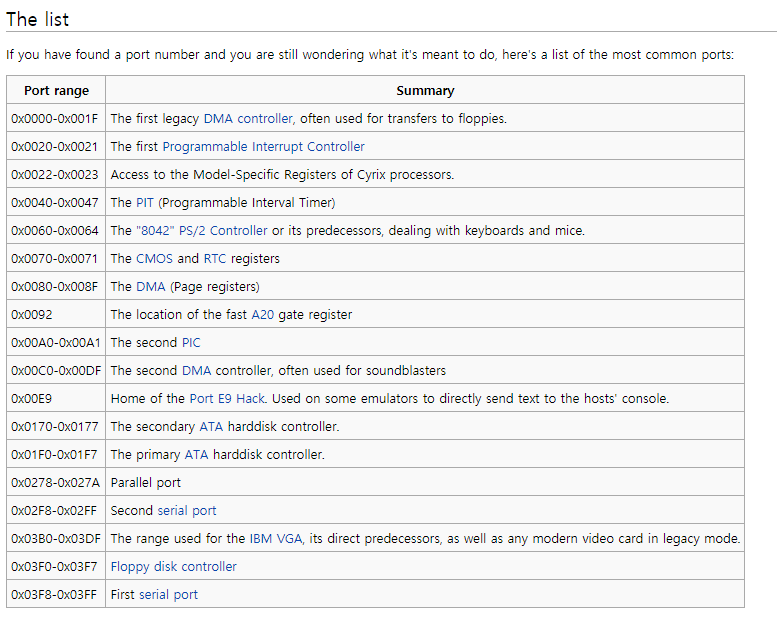 The list
If you have found a port number and you are still wondering what it's meant to do, here's a list of the most common ports:
Port range Summary
0x0000-0x001F The first legacy DMA controller, often used for transfers to floppies.
0x0020-0x0021 The first Programmable Interrupt Controller
0x0022-0x0023 Access to the Model-Specific Registers of Cyrix processors.
0x0040-0x0047 The PIT (Programmable Interval Timer)
0x0060-0x0064 The "8042" PS/2 Controller or its predecessors, dealing with keyboards and mice.
0x0070-0x0071 The CMOS and RTC registers
0x0080-0x008F The DMA (Page registers)
0x0092 The location of the fast A20 gate register
0x00A0-0x00A1 The second PIC
0x00C0-0x00DF The second DMA controller, often used for soundblasters
0x00E9 Home of the Port E9 Hack. Used on some emulators to directly send text to the hosts' console.
0x0170-0x0177 The secondary ATA harddisk controller.
0x01F0-0x01F7 The primary ATA harddisk controller.
0x0278-0x027A Parallel port
0x02F8-0x02FF Second serial port
0x03B0-0x03DF The range used for the IBM VGA, its direct predecessors, as well as any modern video card in legacy mode.
0x03F0-0x03F7 Floppy disk controller
0x03F8-0x03FF First serial port